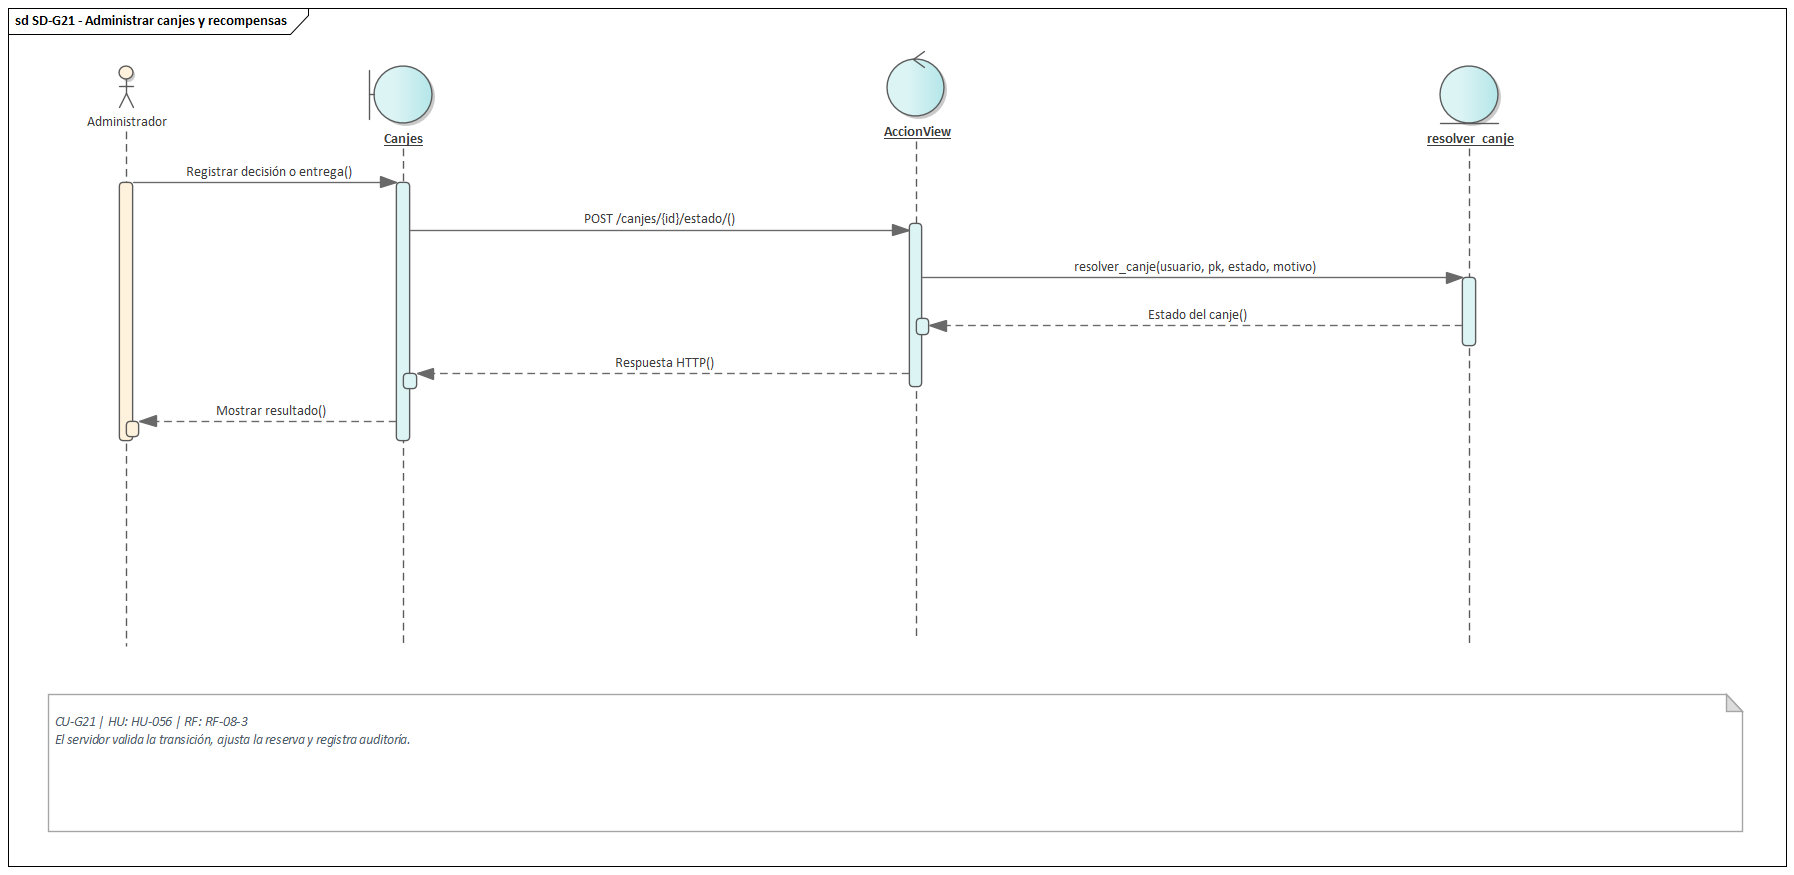 sd SD-G21 - Administrar canjes y recompensas
Administrador
Canjes
AccionView
resolver_canje
Registrar decisión o entrega()
POST /canjes/{id}/estado/()
resolver_canje(usuario, pk, estado, motivo)
Estado del canje()
Respuesta HTTP()
Mostrar resultado()
CU-G21 | HU: HU-056 | RF: RF-08-3
El servidor valida la transición, ajusta la reserva y registra auditoría.